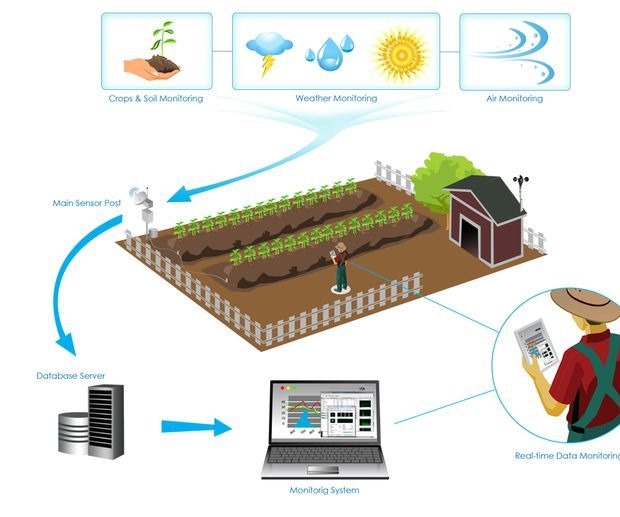 Crops & Soil Monitoring
Weather Monitoring
Air Monitoring
Main Sensor Post
Database Server
Real-time Data Monitoring
Monitorig System